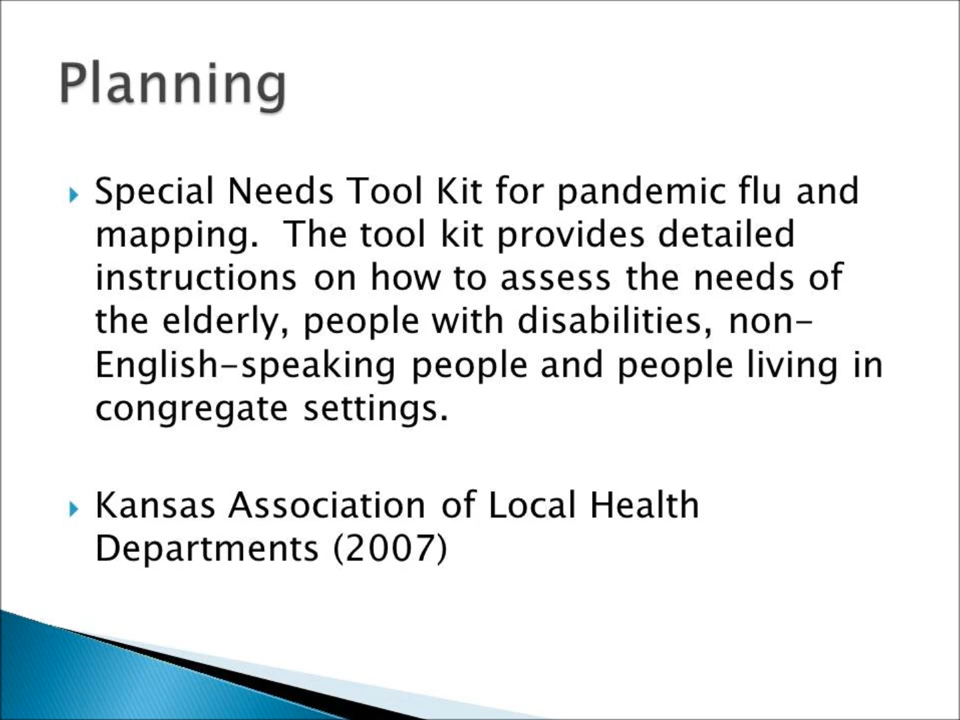 Planning
Special Needs Tool Kit for pandemic flu and
mapping.  The tool kit provides detailed
instructions on how to assess the needs of
the elderly, people with disabilities, non-
English-speaking people and people living in
congregate settings.
Kansas Association of Local Health
Departments (2007)